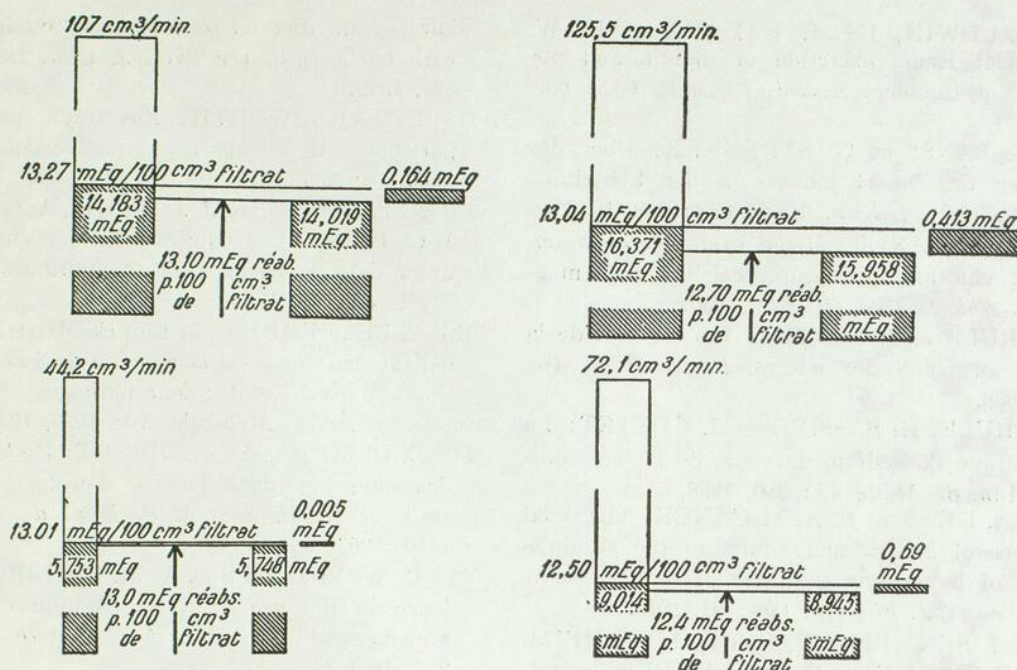 107 cm³/min.
13,27 mEq/100 cm³ filtrat
0,164 mEq
14,183
mEq
14,019
mEq
13,10 mEq réab.
p.100 cm³
de filtrat
125,5 cm³/min.
13,04 mEq/100 cm³ filtrat
0,413 mEq
16,371
mEq
15,958
mEq
12,70 mEq réab.
p.100 cm³
de filtrat
44,2 cm³/min
13.01 mEq/100 cm³ filtrat
0,005
mEq
5,753 mEq
5,748 mEq
13,0 mEq réabs.
p.100 cm³
de filtrat
72,1 cm³/min.
12,50 mEq/100 cm³ filtrat
0,69
mEq
9,014
mEq
8,945
mEq
12,4 mEq réabs.
p.100 cm³
de filtrat